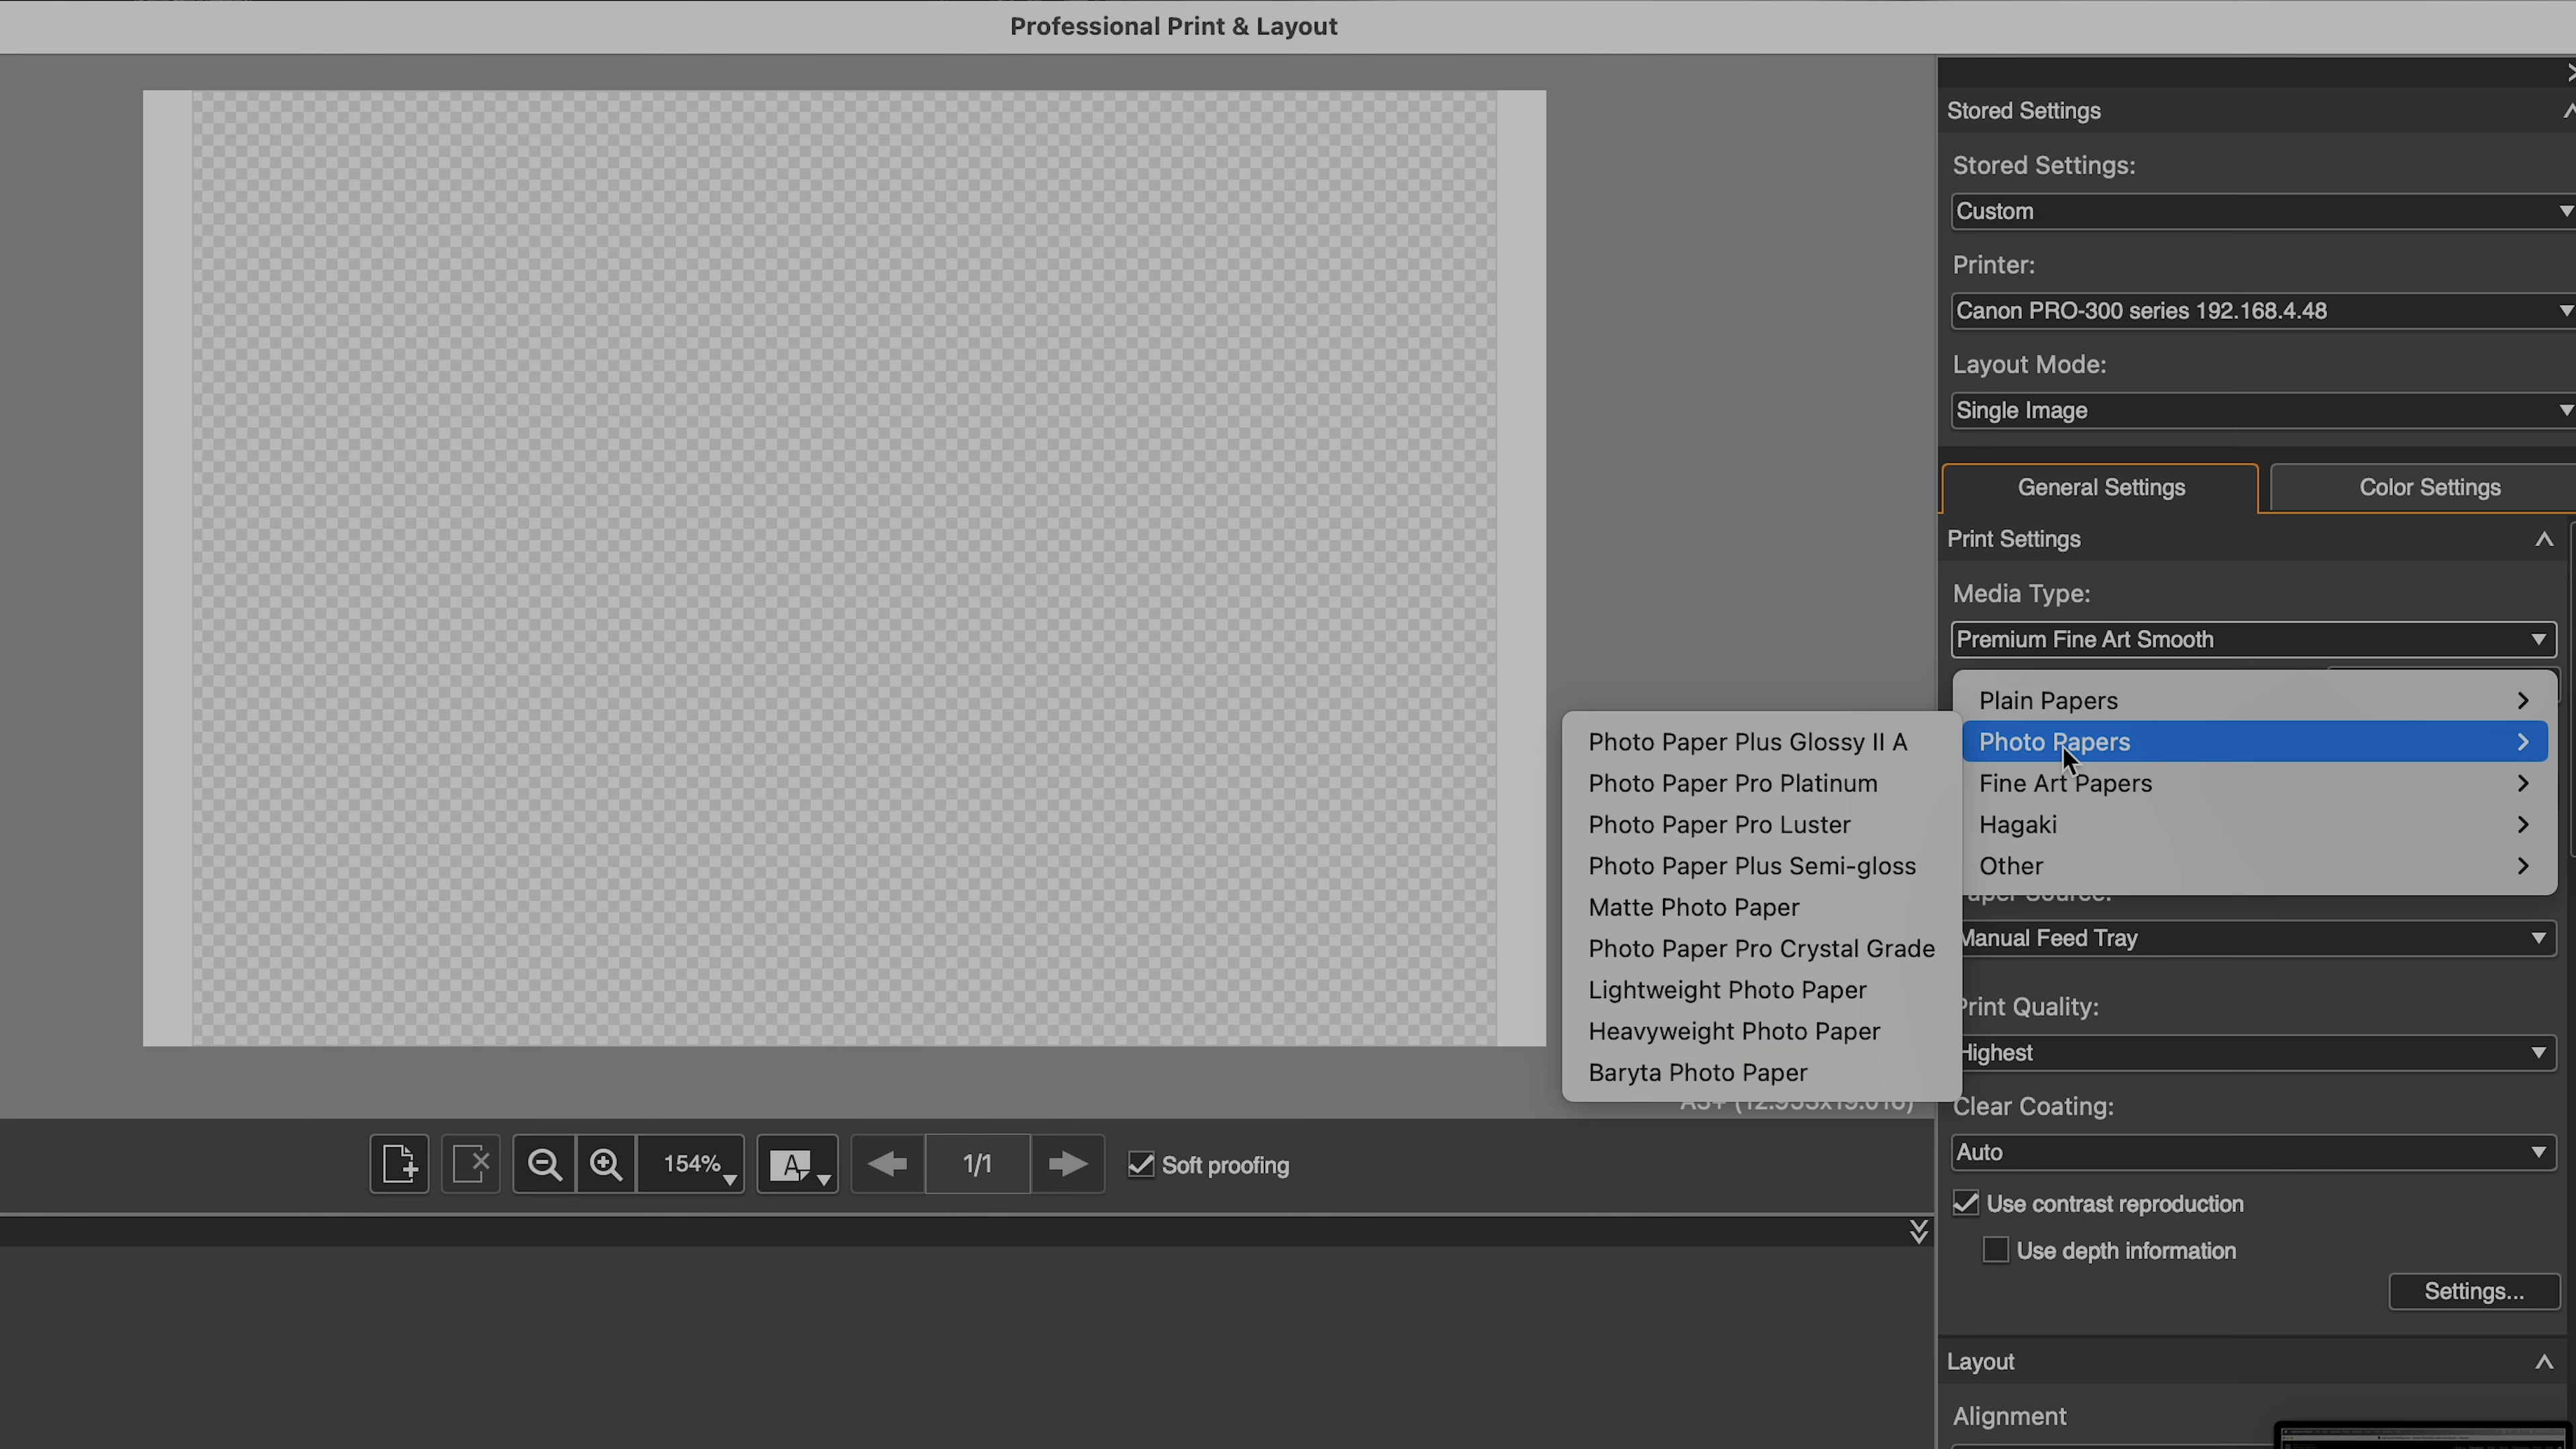 Professional Print & Layout
Stored Settings
Stored Settings:
Custom
Printer:
Canon PRO-300 series 192.168.4.48
Layout Mode:
Single Image
General Settings
Color Settings
Print Settings
Media Type:
Premium Fine Art Smooth
Plain Papers
Photo Papers
Fine Art Papers
Hagaki
Other
Photo Paper Plus Glossy II A
Photo Paper Pro Platinum
Photo Paper Pro Luster
Photo Paper Plus Semi-gloss
Matte Photo Paper
Photo Paper Pro Crystal Grade
Lightweight Photo Paper
Heavyweight Photo Paper
Baryta Photo Paper
Paper Source:
Manual Feed Tray
Print Quality:
Highest
Clear Coating:
Auto
Use contrast reproduction
Use depth information
Settings...
Layout
Alignment
154%
A
1/1
Soft proofing